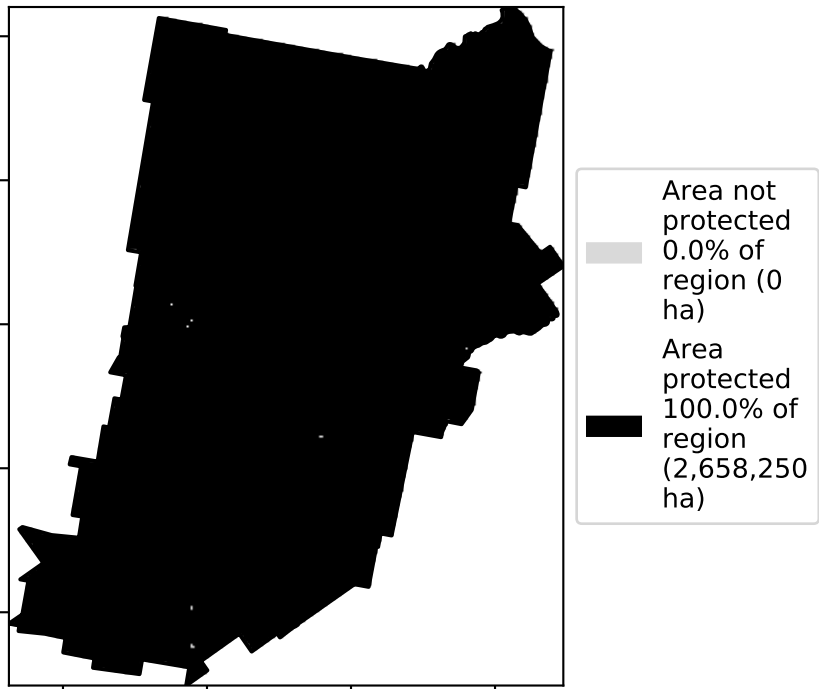 Area not
protected
0.0% of
region (0
ha)
Area
protected
100.0% of
region
(2,658,250
ha)